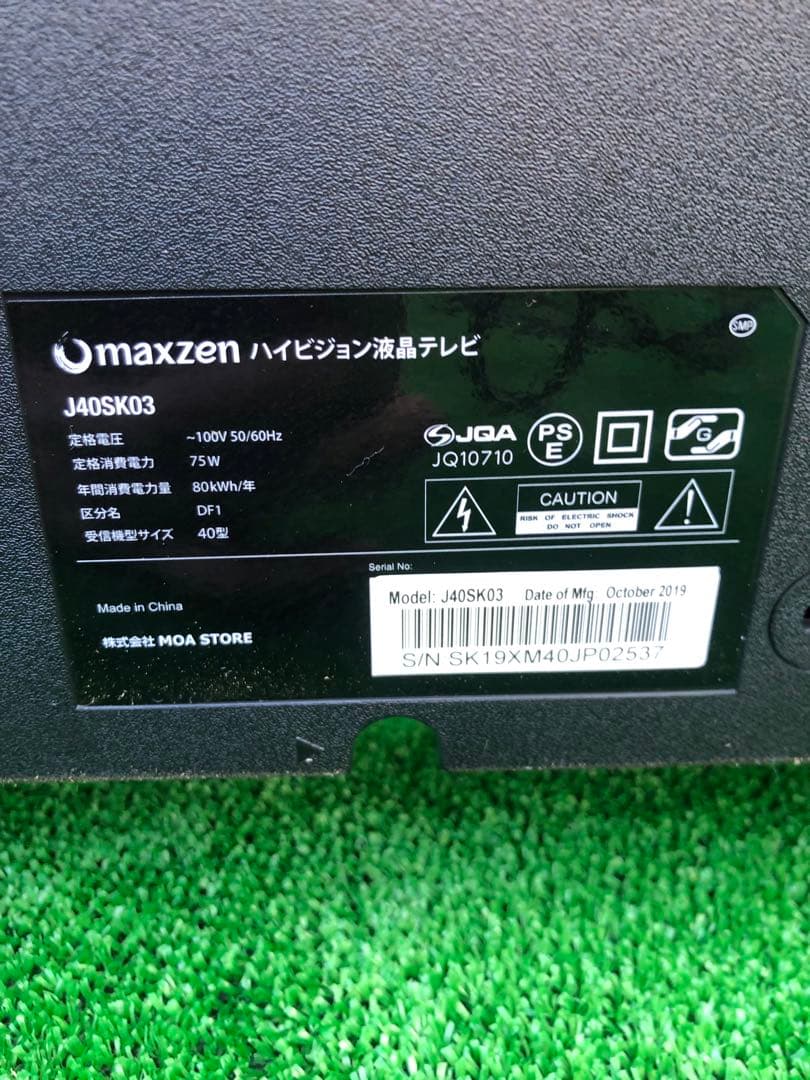 SMP
maxzen ハイビジョン液晶テレビ
J40SK03
定格電圧 ~100V 50/60Hz
定格消費電力 75W
年間消費電力量 80kWh/年
区分名 DF1
受信機型サイズ 40型
JQA
JQ10710
PS
E
G
CAUTION
RISK OF ELECTRIC SHOCK
DO NOT OPEN
Serial No:
Model: J40SK03 Date of Mfg October 2019
S/N SK19XM40JP02537
Made in China
株式会社 MOA STORE